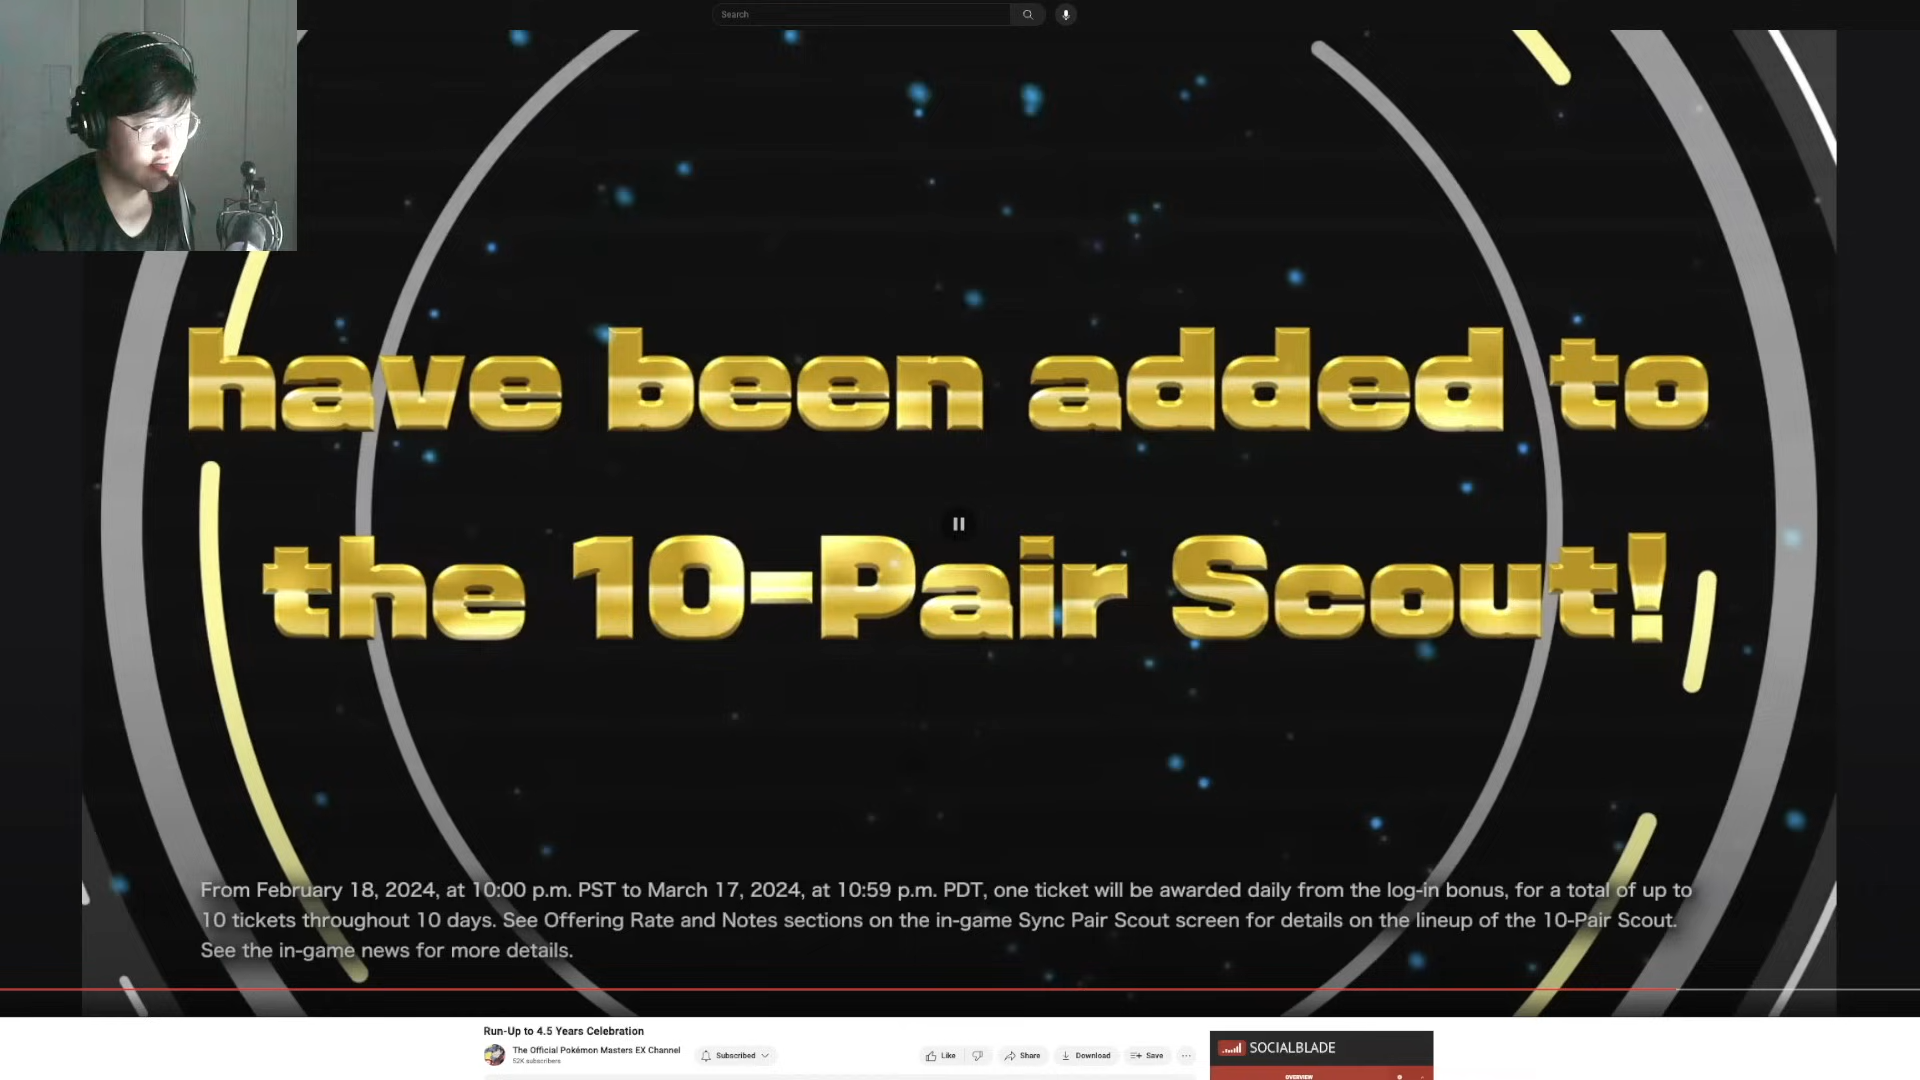 Search
have been added to
the 10-Pair Scout!
From February 18, 2024, at 10:00 p.m. PST to March 17, 2024, at 10:59 p.m. PDT, one ticket will be awarded daily from the log-in bonus, for a total of up to
10 tickets throughout 10 days. See Offering Rate and Notes sections on the in-game Sync Pair Scout screen for details on the lineup of the 10-Pair Scout.
See the in-game news for more details.
Run-Up to 4.5 Years Celebration
The Official Pokémon Masters EX Channel
52K subscribers
Subscribed
Like
Share
Download
Save
SOCIALBLADE
OVERVIEW